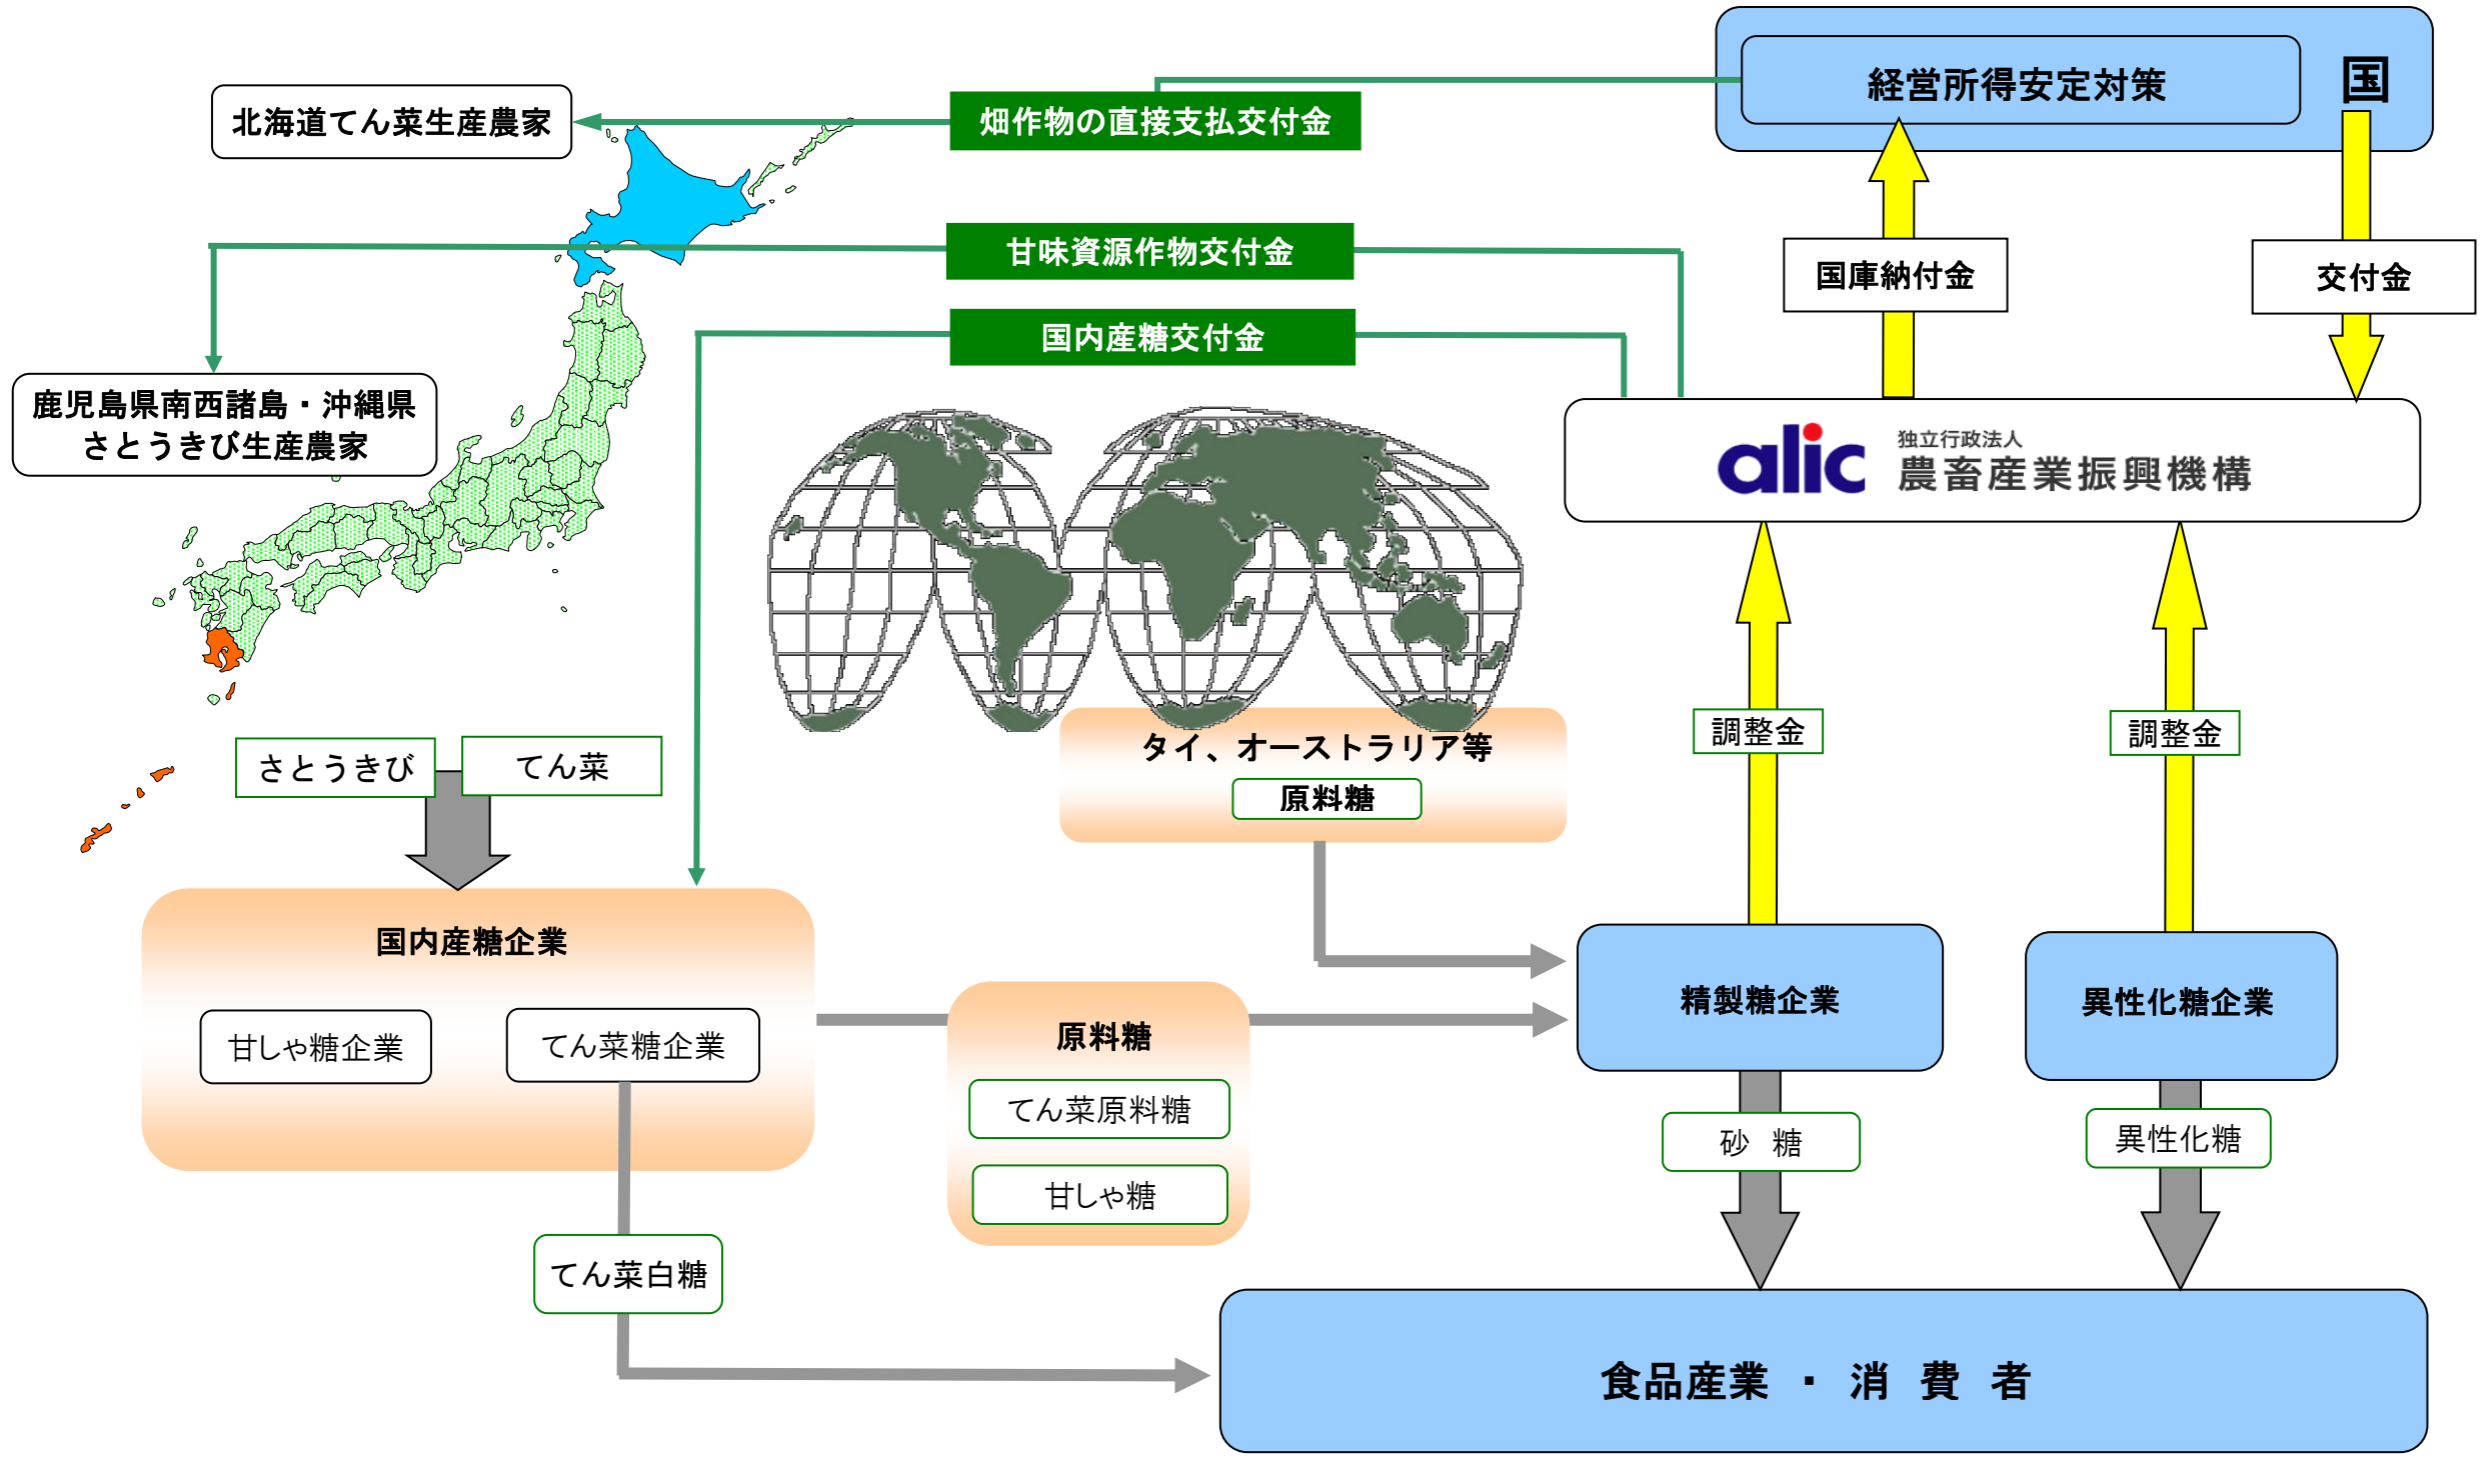 経営所得安定対策
国
北海道てん菜生産農家
畑作物の直接支払交付金
甘味資源作物交付金
国庫納付金
交付金
国内産糖交付金
鹿児島県南西諸島・沖縄県
さとうきび生産農家
alic
独立行政法人
農畜産業振興機構
調整金
調整金
タイ、オーストラリア等
原料糖
さとうきび
てん菜
国内産糖企業
甘しゃ糖企業
てん菜糖企業
原料糖
てん菜原料糖
甘しゃ糖
精製糖企業
異性化糖企業
砂　糖
異性化糖
てん菜白糖
食品産業　・　消　費　者